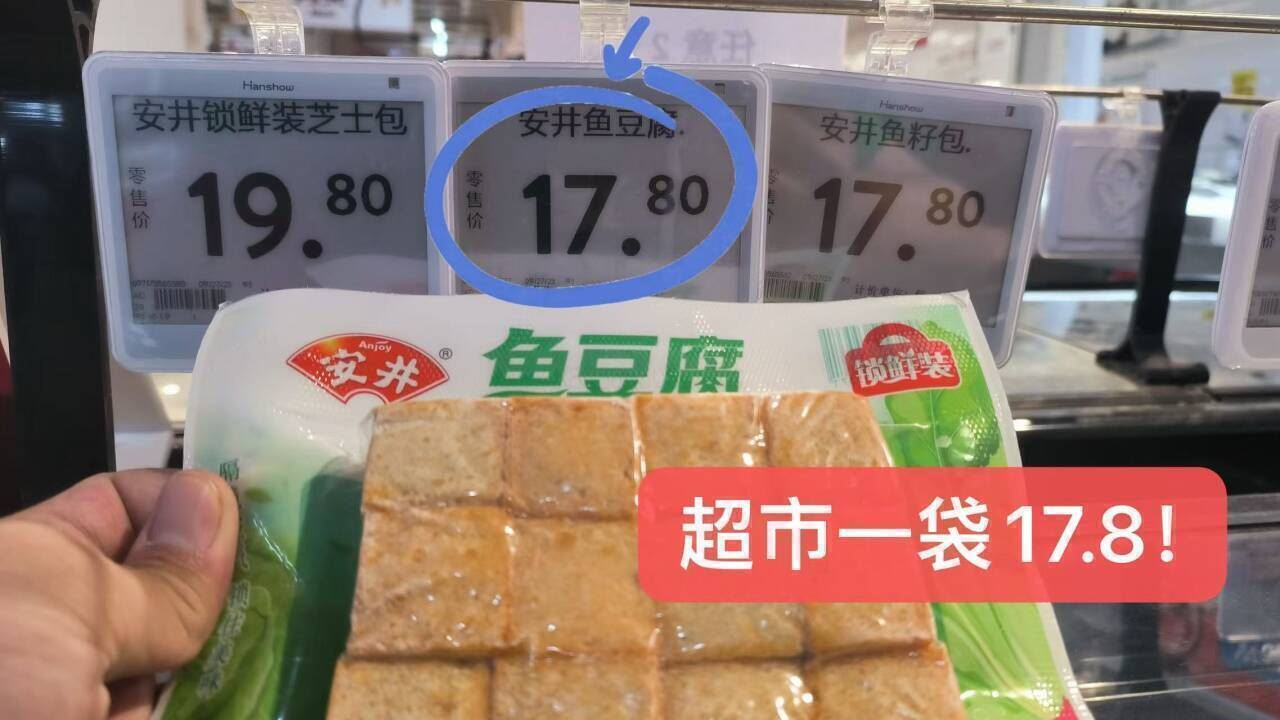 Hanshow
安井锁鲜装芝士包
零售价
19.80
安井鱼豆腐.
零售价
17.80
Hanshow
安井鱼籽包.
零售价
17.80
Anjoy
安井®
鱼豆腐
锁鲜装
超市一袋17.8!